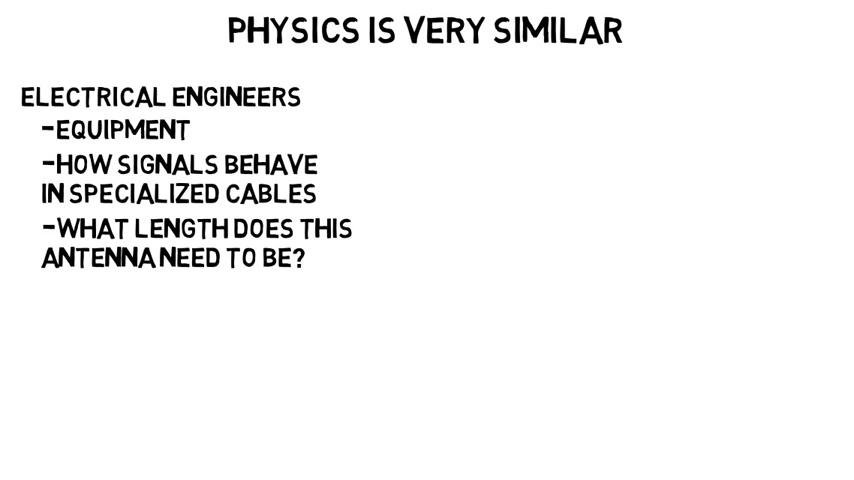 PHYSICS IS VERY SIMILAR
ELECTRICAL ENGINEERS
-EQUIPMENT
-HOW SIGNALS BEHAVE
IN SPECIALIZED CABLES
-WHAT LENGTH DOES THIS
ANTENNA NEED TO BE?